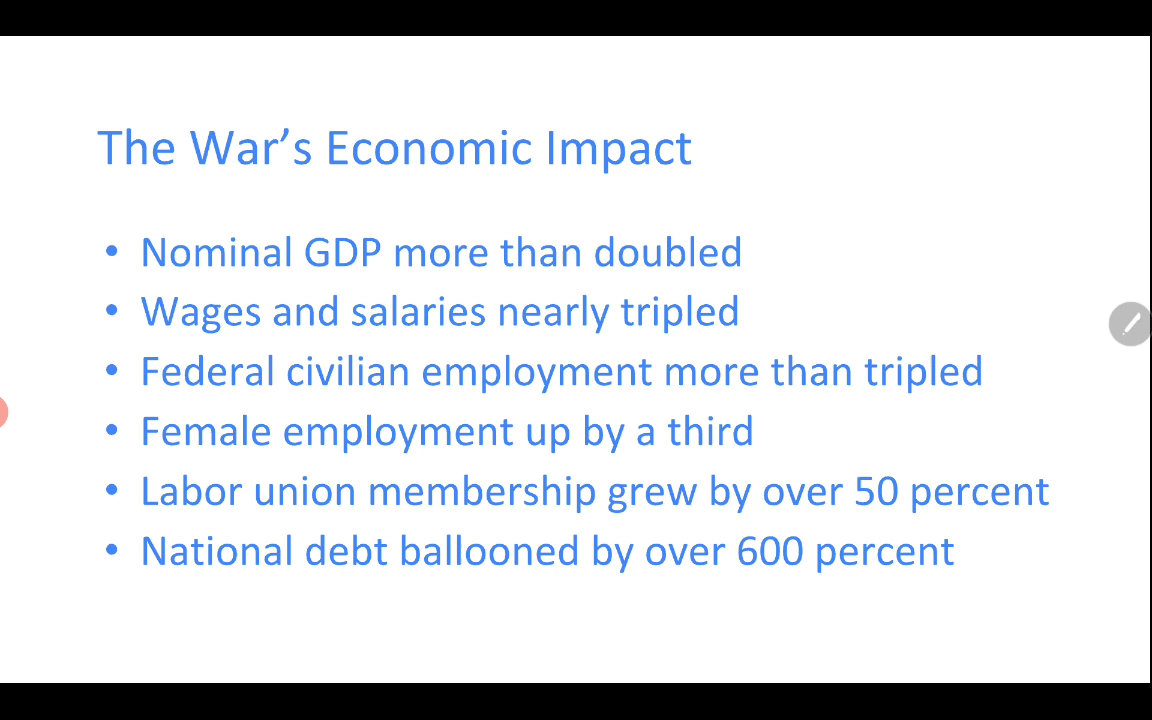 The War’s Economic Impact
• Nominal GDP more than doubled
• Wages and salaries nearly tripled
• Federal civilian employment more than tripled
• Female employment up by a third
• Labor union membership grew by over 50 percent
• National debt ballooned by over 600 percent